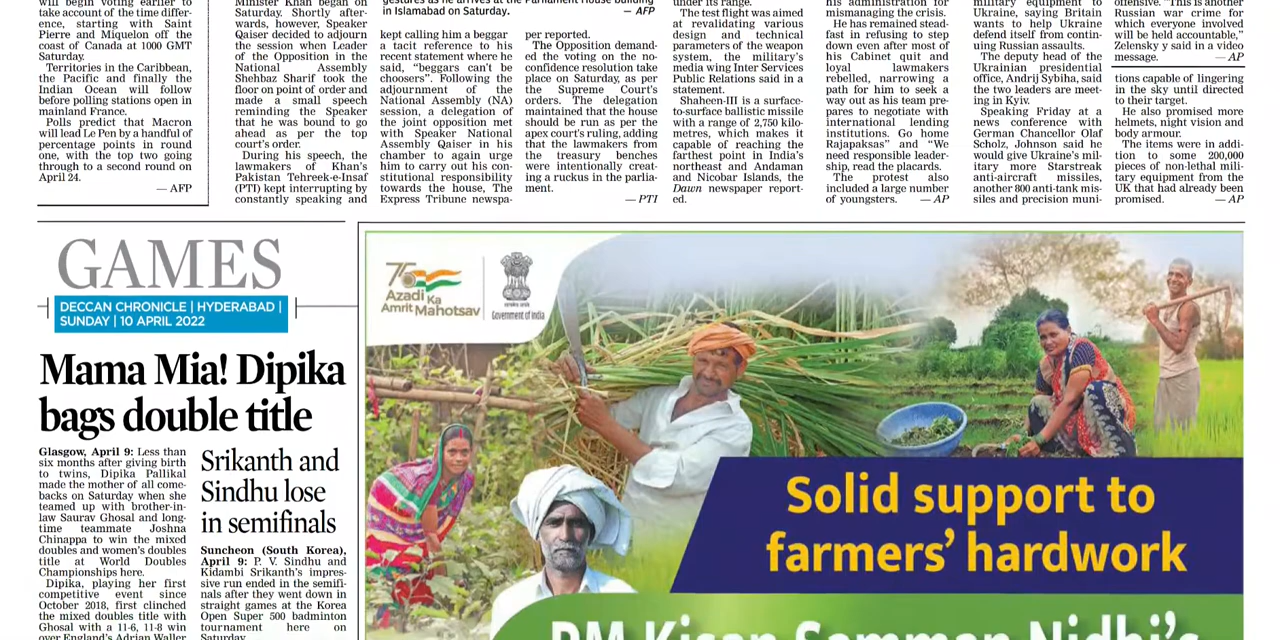 will begin voting earlier to
account of the time differ-
ence, starting with Saint
Pierre and Miquelon off the
coast of Canada at 1000 GMT
Saturday.
Territories in the Caribbean,
the Pacific and finally the
Indian Ocean will follow
before polling stations open in
mainland France.
Polls predict that Macron
will lead Le Pen by a handful of
percentage points in round
one, with the top two going
through to a second round on
April 24.
— AFP
Minister Khan began on
Saturday. Shortly after-
wards, however, Speaker
Qaiser decided to adjourn
the session when Leader
of the Opposition in the
National Assembly
Shehbaz Sharif took the
floor on point of order and
made a small speech
reminding the Speaker
that he was bound to go
ahead as per the top
court's order.
During his speech, the
lawmakers of Khan's
Pakistan Tehreek-e-Insaf
(PTI) kept interrupting by
constantly speaking and
gestures as he arrives at the Parliament House building
in Islamabad on Saturday. — AFP
kept calling him a beggar
a tacit reference to his
recent statement where he
said, "beggars can't be
choosers". Following the
adjournment of the
National Assembly (NA)
session, a delegation of
the joint opposition met
with Speaker National
Assembly Qaiser in his
chamber to again urge
him to carry out his con-
stitutional responsibility
towards the house, The
Express Tribune newspa-
per reported.
The Opposition demand-
ed the voting on the no-
confidence resolution take
place on Saturday, as per
the Supreme Court's
orders. The delegation
maintained that the house
should be run as per the
apex court's ruling, adding
that the lawmakers from
the treasury benches
were intentionally creat-
ing a ruckus in the parlia-
ment.
— PTI
under its range.
The test flight was aimed
at revalidating various
design and technical
parameters of the weapon
system, the military's
media wing Inter Services
Public Relations said in a
statement.
Shaheen-III is a surface-
to-surface ballistic missile
with a range of 2,750 kilo-
metres, which makes it
capable of reaching the
farthest point in India's
northeast and Andaman
and Nicobar Islands, the
Dawn newspaper report-
ed.
his administration for
mismanaging the crisis.
He has remained stead-
fast in refusing to step
down even after most of
his Cabinet quit and
loyal lawmakers
rebelled, narrowing a
path for him to seek a
way out as his team pre-
pares to negotiate with
international lending
institutions. Go home
Rajapaksas" and "We
need responsible leader-
ship, read the placards.
The protest also
included a large number
of youngsters. — AP
military equipment to
Ukraine, saying Britain
wants to help Ukraine
defend itself from contin-
uing Russian assaults.
The deputy head of the
Ukrainian presidential
office, Andrij Sybiha, said
the two leaders are meet-
ing in Kyiv.
Speaking Friday at a
news conference with
German Chancellor Olaf
Scholz, Johnson said he
would give Ukraine's mil-
itary more Starstreak
anti-aircraft missiles,
another 800 anti-tank mis-
siles and precision muni-
offensive. "This is another
Russian war crime for
which everyone involved
will be held accountable,"
Zelensky y said in a video
message. — AP
tions capable of lingering
in the sky until directed
to their target.
He also promised more
helmets, night vision and
body armour.
The items were in addi-
tion to some 200,000
pieces of non-lethal mili-
tary equipment from the
UK that had already been
promised. — AP
GAMES
DECCAN CHRONICLE | HYDERABAD |
SUNDAY | 10 APRIL 2022
Mama Mia! Dipika
bags double title
Glasgow, April 9: Less than
six months after giving birth
to twins, Dipika Pallikal
made the mother of all come-
backs on Saturday when she
teamed up with brother-in-
law Saurav Ghosal and long-
time teammate Joshna
Chinappa to win the mixed
doubles and women's doubles
title at World Doubles
Championships here.
Dipika, playing her first
competitive event since
October 2018, first clinched
the mixed doubles title with
Ghosal with a 11-6, 11-8 win
over England's Adrian Waller
Srikanth and
Sindhu lose
in semifinals
Suncheon (South Korea),
April 9: P. V. Sindhu and
Kidambi Srikanth's impres-
sive run ended in the semifi-
nals after they went down in
straight games at the Korea
Open Super 500 badminton
tournament here on
Saturday.
75
Azadi Ka
Amrit Mahotsav
Government of India
Solid support to
farmers' hardwork
PM Kisan Samman Nidhi's